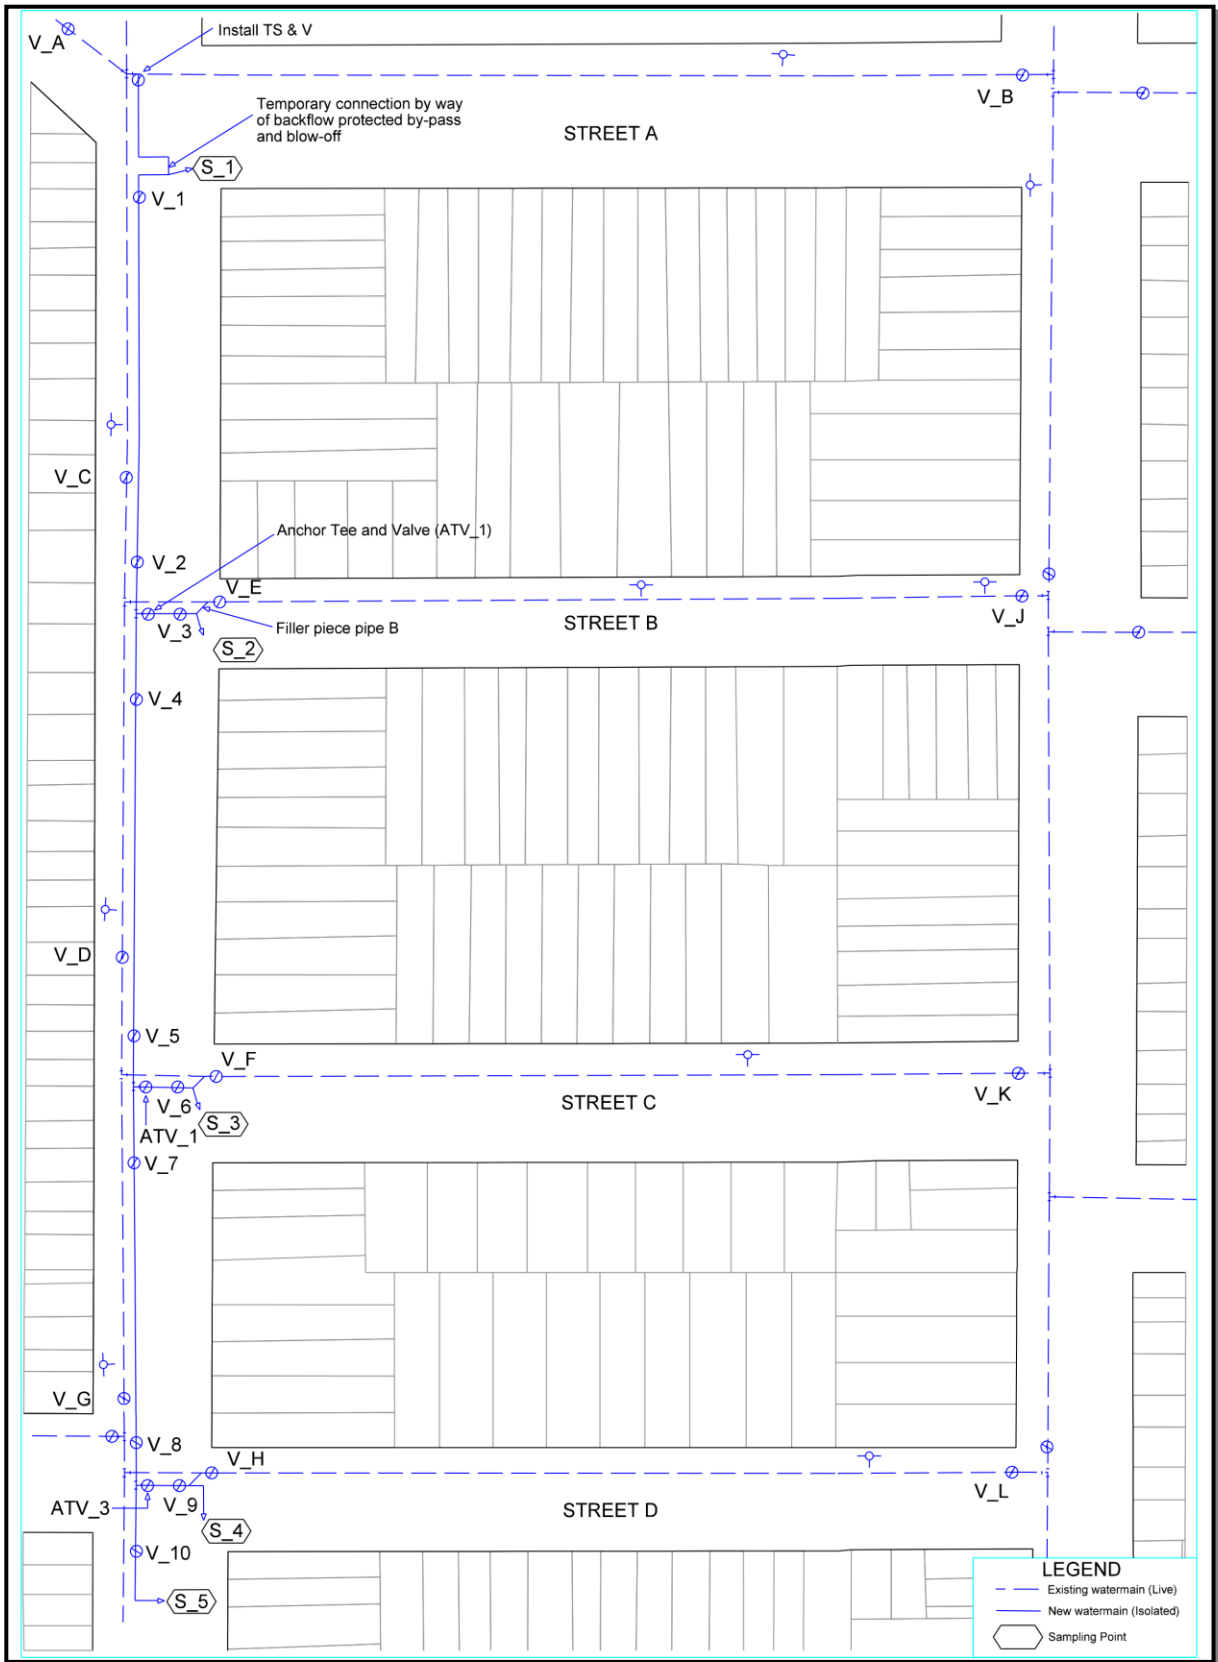 Install TS & V
V_A
V_B
Temporary connection by way
of backflow protected by-pass
and blow-off
STREET A
S_1
V_1
V_C
Anchor Tee and Valve (ATV_1)
V_2
V_E
V_J
V_3
Filler piece pipe B
STREET B
S_2
V_4
V_D
V_5
V_F
V_K
V_6
STREET C
S_3
ATV_1
V_7
V_G
V_8
V_H
V_L
ATV_3
V_9
STREET D
S_4
V_10
S_5
LEGEND
Existing watermain (Live)
New watermain (Isolated)
Sampling Point